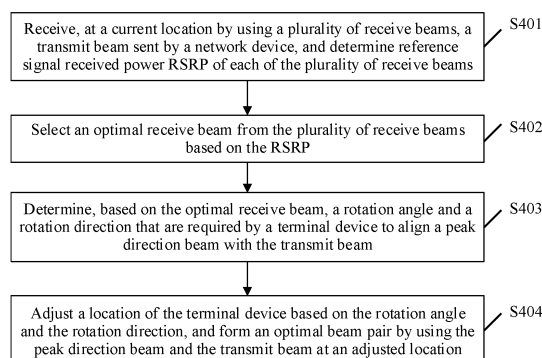 Receive, at a current location by using a plurality of receive beams, a
transmit beam sent by a network device, and determine reference
signal received power RSRP of each of the plurality of receive beams
S401
Select an optimal receive beam from the plurality of receive beams
based on the RSRP
S402
Determine, based on the optimal receive beam, a rotation angle and a
rotation direction that are required by a terminal device to align a peak
direction beam with the transmit beam
S403
Adjust a location of the terminal device based on the rotation angle
and the rotation direction, and form an optimal beam pair by using the
peak direction beam and the transmit beam at an adjusted location
S404